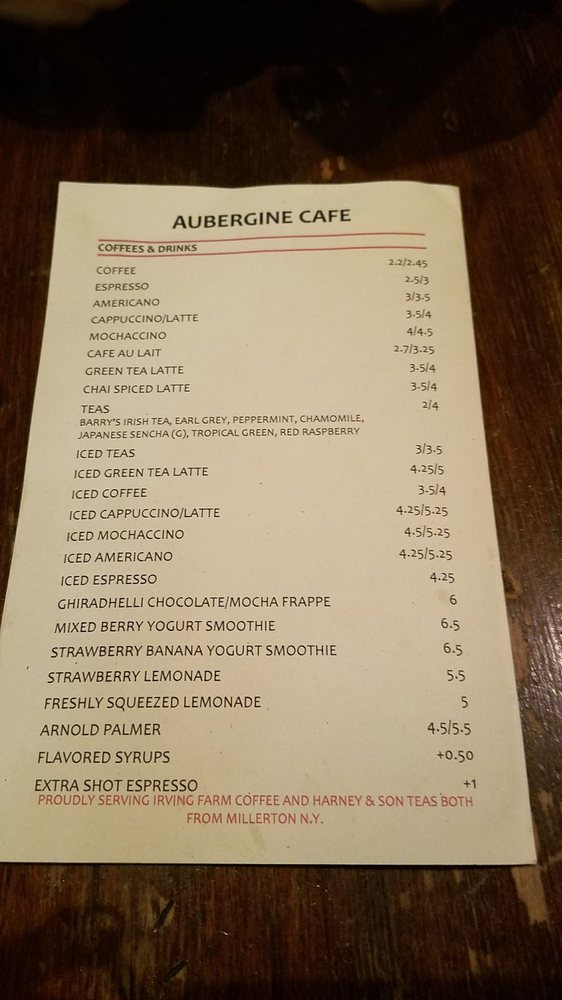 AUBERGINE CAFE
COFFEES & DRINKS
COFFEE 2.2/2.45
ESPRESSO 2.5/3
AMERICANO 3/3.5
CAPPUCCINO/LATTE 3.5/4
MOCHACCINO 4/4.5
CAFE AU LAIT 2.7/3.25
GREEN TEA LATTE 3.5/4
CHAI SPICED LATTE 3.5/4
TEAS 2/4
BARRY'S IRISH TEA, EARL GREY, PEPPERMINT, CHAMOMILE,
JAPANESE SENCHA (G), TROPICAL GREEN, RED RASPBERRY
ICED TEAS 3/3.5
ICED GREEN TEA LATTE 4.25/5
ICED COFFEE 3.5/4
ICED CAPPUCCINO/LATTE 4.25/5.25
ICED MOCHACCINO 4.5/5.25
ICED AMERICANO 4.25/5.25
ICED ESPRESSO 4.25
GHIRADHELLI CHOCOLATE/MOCHA FRAPPE 6
MIXED BERRY YOGURT SMOOTHIE 6.5
STRAWBERRY BANANA YOGURT SMOOTHIE 6.5
STRAWBERRY LEMONADE 5.5
FRESHLY SQUEEZED LEMONADE 5
ARNOLD PALMER 4.5/5.5
FLAVORED SYRUPS +0.50
EXTRA SHOT ESPRESSO +1
PROUDLY SERVING IRVING FARM COFFEE AND HARNEY & SON TEAS BOTH
FROM MILLERTON N.Y.